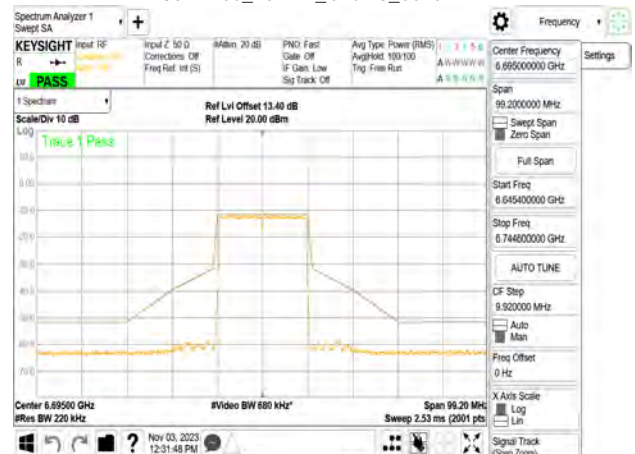 Spectrum Analyzer 1
Swept SA
Frequency
KEYSIGHT
Input: RF
Input Z: 50 Ω
#Atten: 20 dB
PNO: Fast
Avg Type: Power (RMS)
R
Corrections: Off
Gate: Off
Avg|Hold: 100/100
Freq Ref: Int (S)
IF Gain: Low
Trig: Free Run
Sig Track: Off
PASS
1 Spectrum
Ref Lvl Offset 13.40 dB
Scale/Div 10 dB
Ref Level 20.00 dBm
Log
Trace 1 Pass
Center 6.69500 GHz
#Video BW 680 kHz*
Span 99.20 MHz
#Res BW 220 kHz
Sweep 2.53 ms (2001 pts
Nov 03, 2023
12:31:48 PM
?
Center Frequency
6.695000000 GHz
Settings
Span
99.2000000 MHz
Swept Span
Zero Span
Full Span
Start Freq
6.645400000 GHz
Stop Freq
6.744600000 GHz
AUTO TUNE
CF Step
9.920000 MHz
Auto
Man
Freq Offset
0 Hz
X Axis Scale
Log
Lin
Signal Track
(Span Zoom)